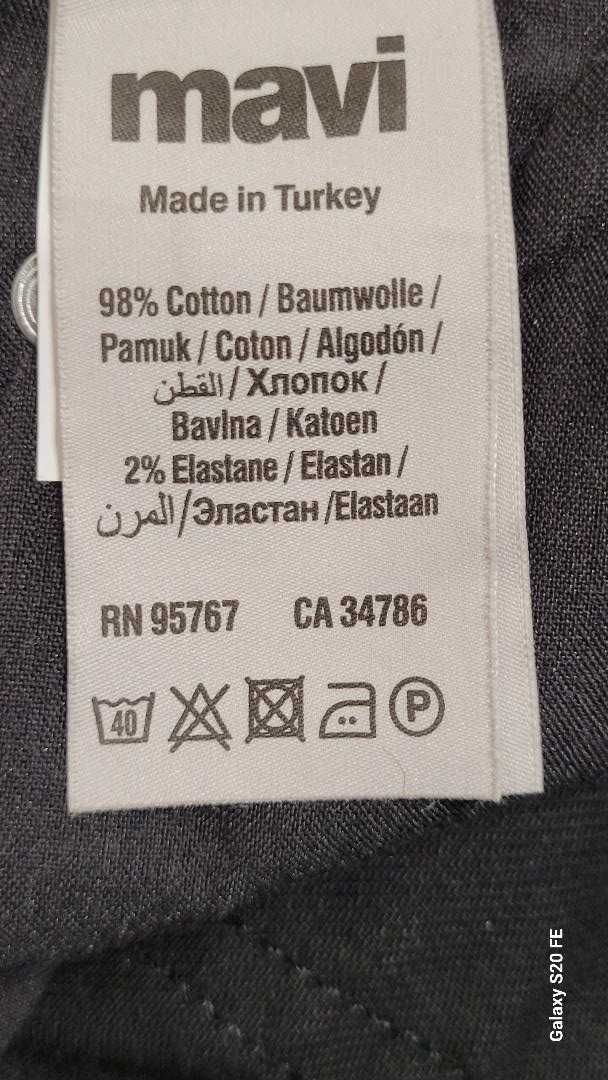 mavi
Made in Turkey
98% Cotton / Baumwolle /
Pamuk / Coton / Algodón /
القطن / Хлопок /
Bavlna / Katoen
2% Elastane / Elastan /
المرن / Эластан / Elastaan
RN 95767 CA 34786
40 P
Galaxy S20 FE